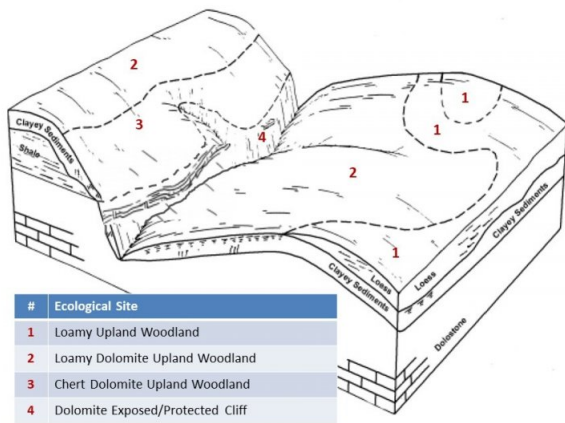 2
1
Clayey Sediments
3
4
1
Shale
2
Clayey Sediments
1
Loess
Loess
Clayey Sediments
Dolostone
# Ecological Site
1 Loamy Upland Woodland
2 Loamy Dolomite Upland Woodland
3 Chert Dolomite Upland Woodland
4 Dolomite Exposed/Protected Cliff